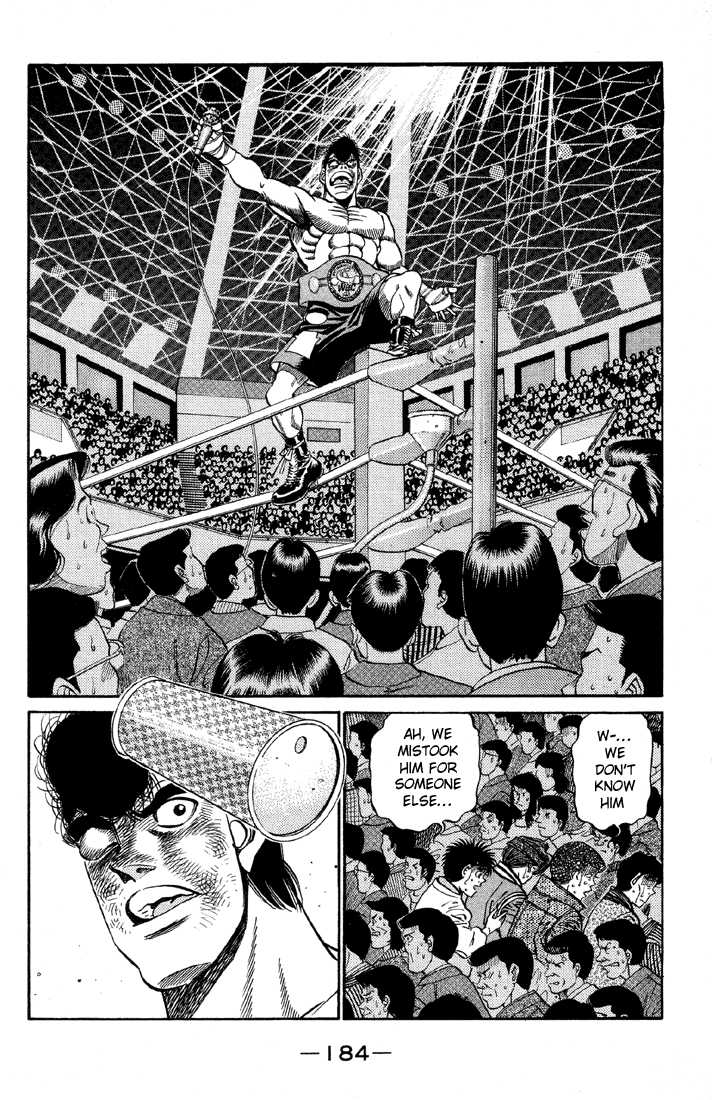 AH, WE
MISTOOK
HIM FOR
SOMEONE
ELSE...
W-...
WE
DON'T
KNOW
HIM
—184—